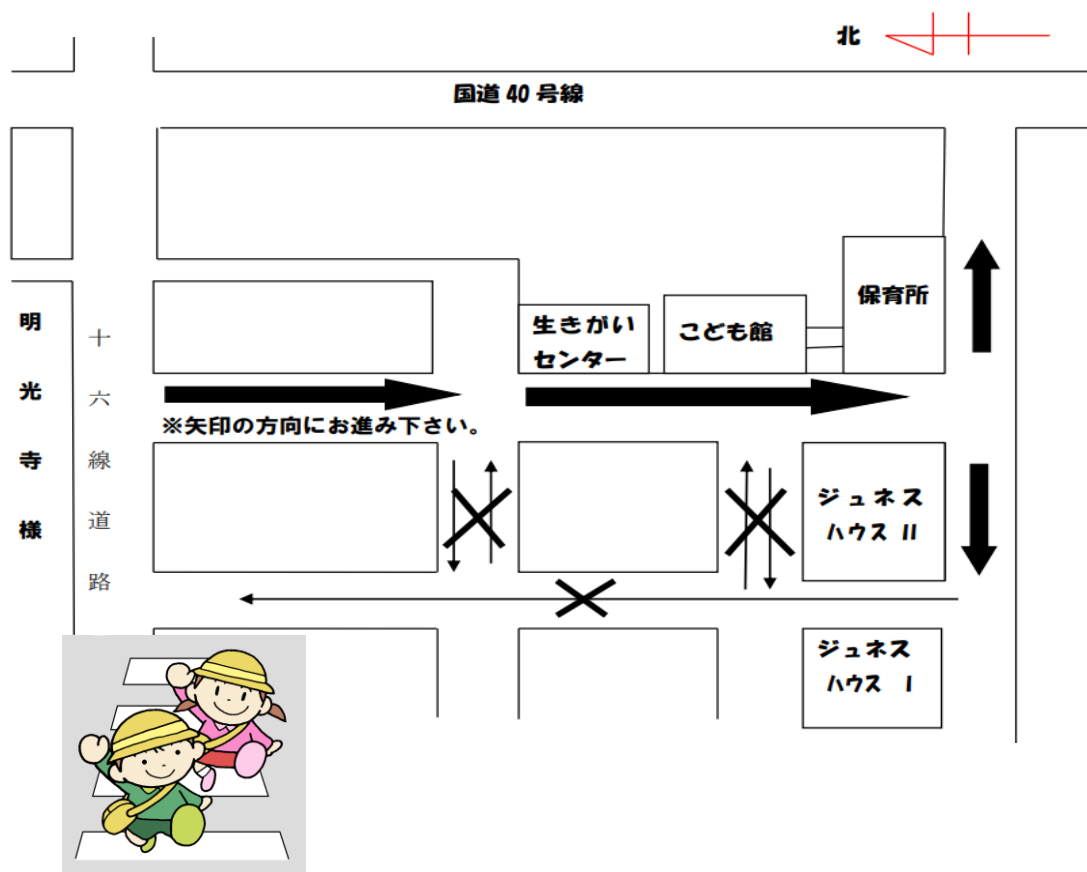 北
国道40号線
保育所
生きがい
センター
こども館
明光寺様
十六線道路
※矢印の方向にお進み下さい。
ジュネス
ハウス II
ジュネス
ハウス I